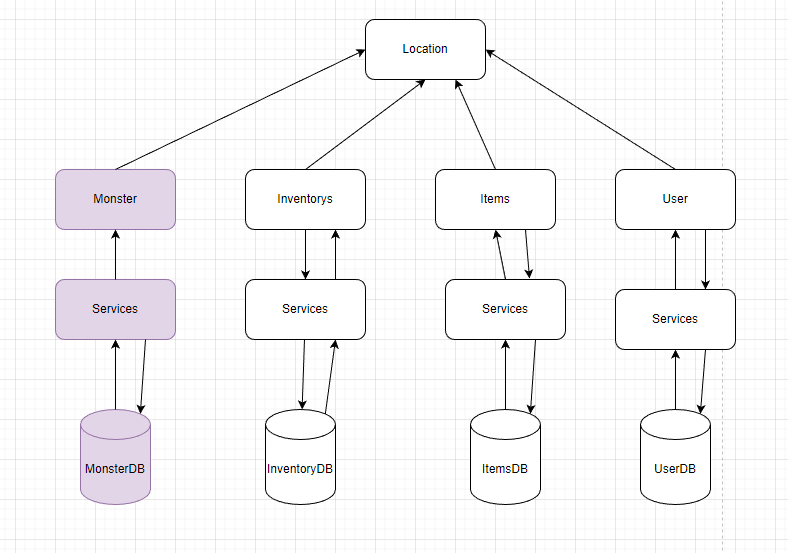 Location
Monster
Inventorys
Items
User
Services
Services
Services
Services
MonsterDB
InventoryDB
ItemsDB
UserDB